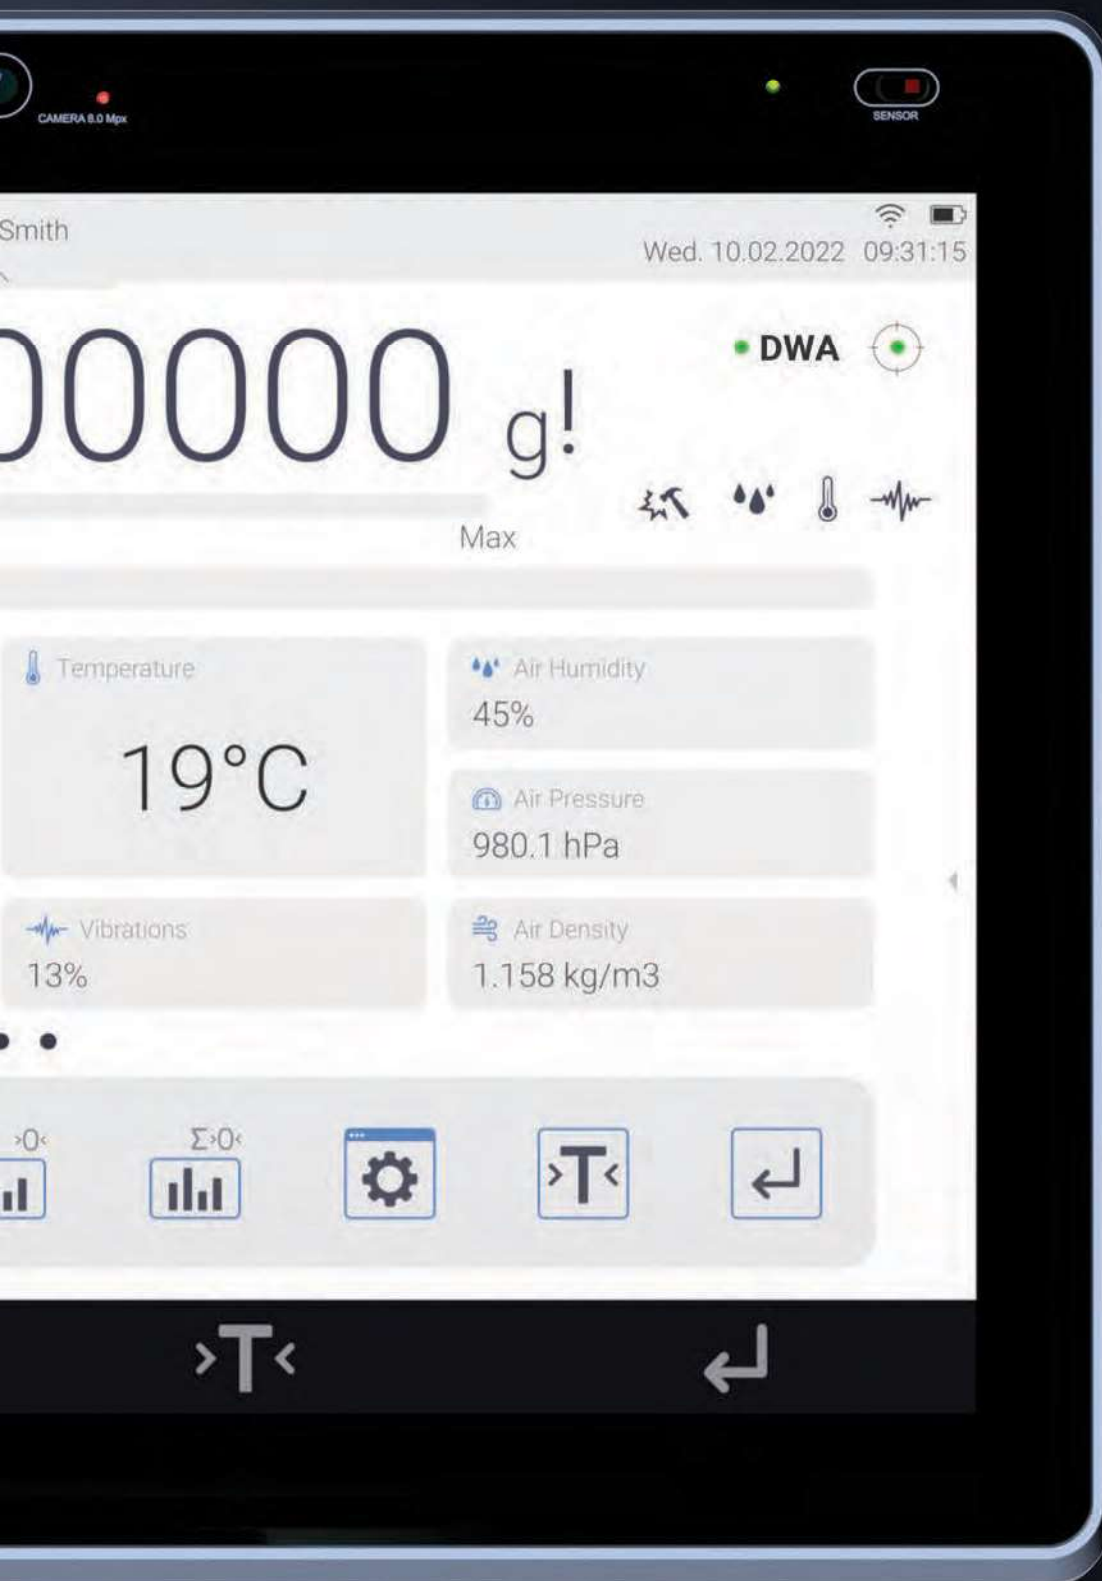 CAMERA 8.0 Mpx
SENSOR
Smith
Wed. 10.02.2022 09:31:15
00000 g!
DWA
Max
Temperature
19°C
Air Humidity
45%
Air Pressure
980.1 hPa
Vibrations
13%
Air Density
1.158 kg/m3
›0‹
Σ›0‹
›T‹
›T‹